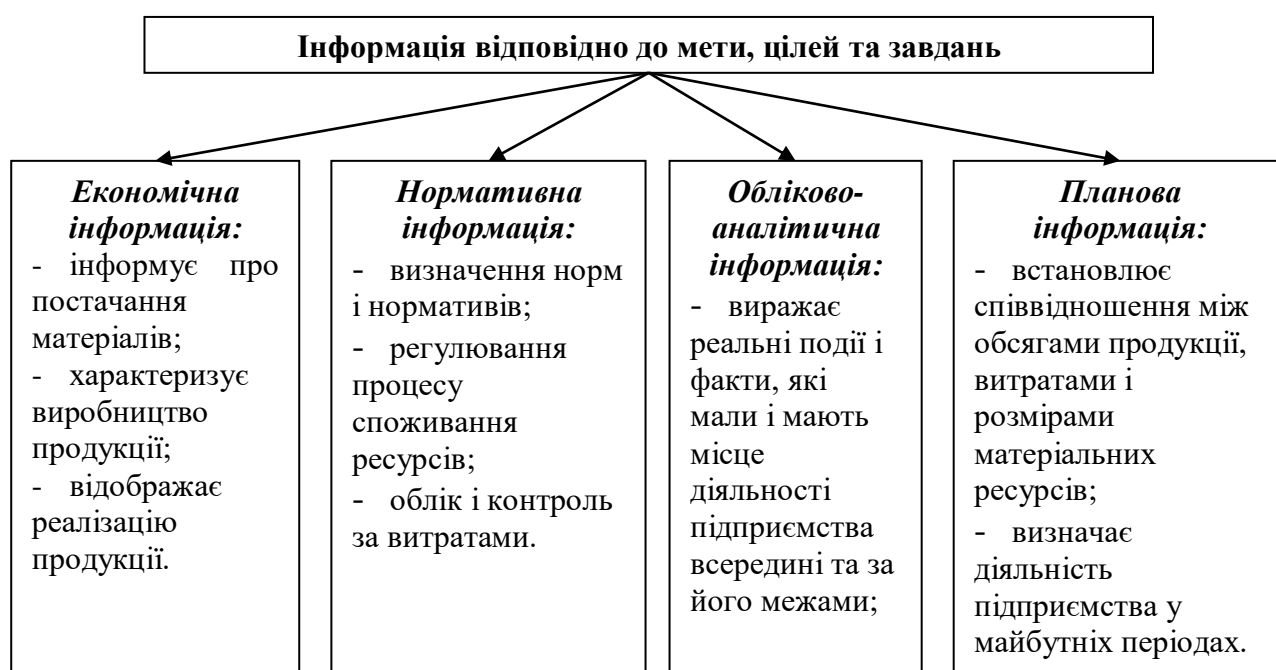 Інформація відповідно до мети, цілей та завдань
Економічна
інформація:
- інформує про
постачання
матеріалів;
- характеризує
виробництво
продукції;
- відображає
реалізацію
продукції.
Нормативна
інформація:
- визначення норм
і нормативів;
- регулювання
процесу
споживання
ресурсів;
- облік і контроль
за витратами.
Обліково-
аналітична
інформація:
- виражає
реальні події і
факти, які
мали і мають
місце
діяльності
підприємства
всередині та за
його межами;
Планова
інформація:
- встановлює
співвідношення між
обсягами продукції,
витратами і
розмірами
матеріальних
ресурсів;
- визначає
діяльність
підприємства у
майбутніх періодах.